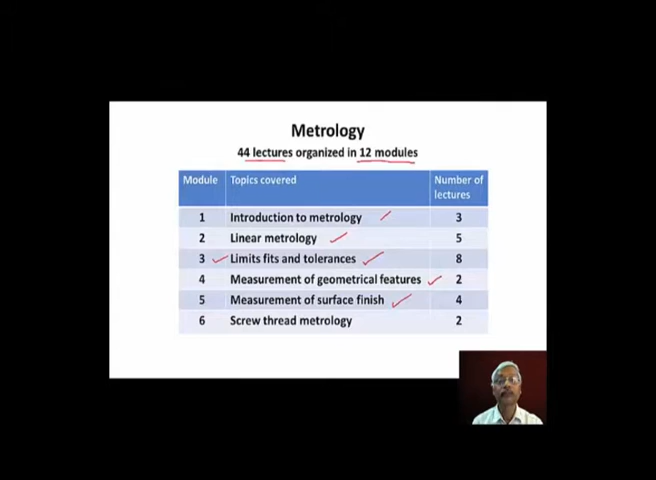 Metrology
44 lectures organized in 12 modules
Module Topics covered Number of lectures
1 Introduction to metrology 3
2 Linear metrology 5
3 Limits fits and tolerances 8
4 Measurement of geometrical features 2
5 Measurement of surface finish 4
6 Screw thread metrology 2